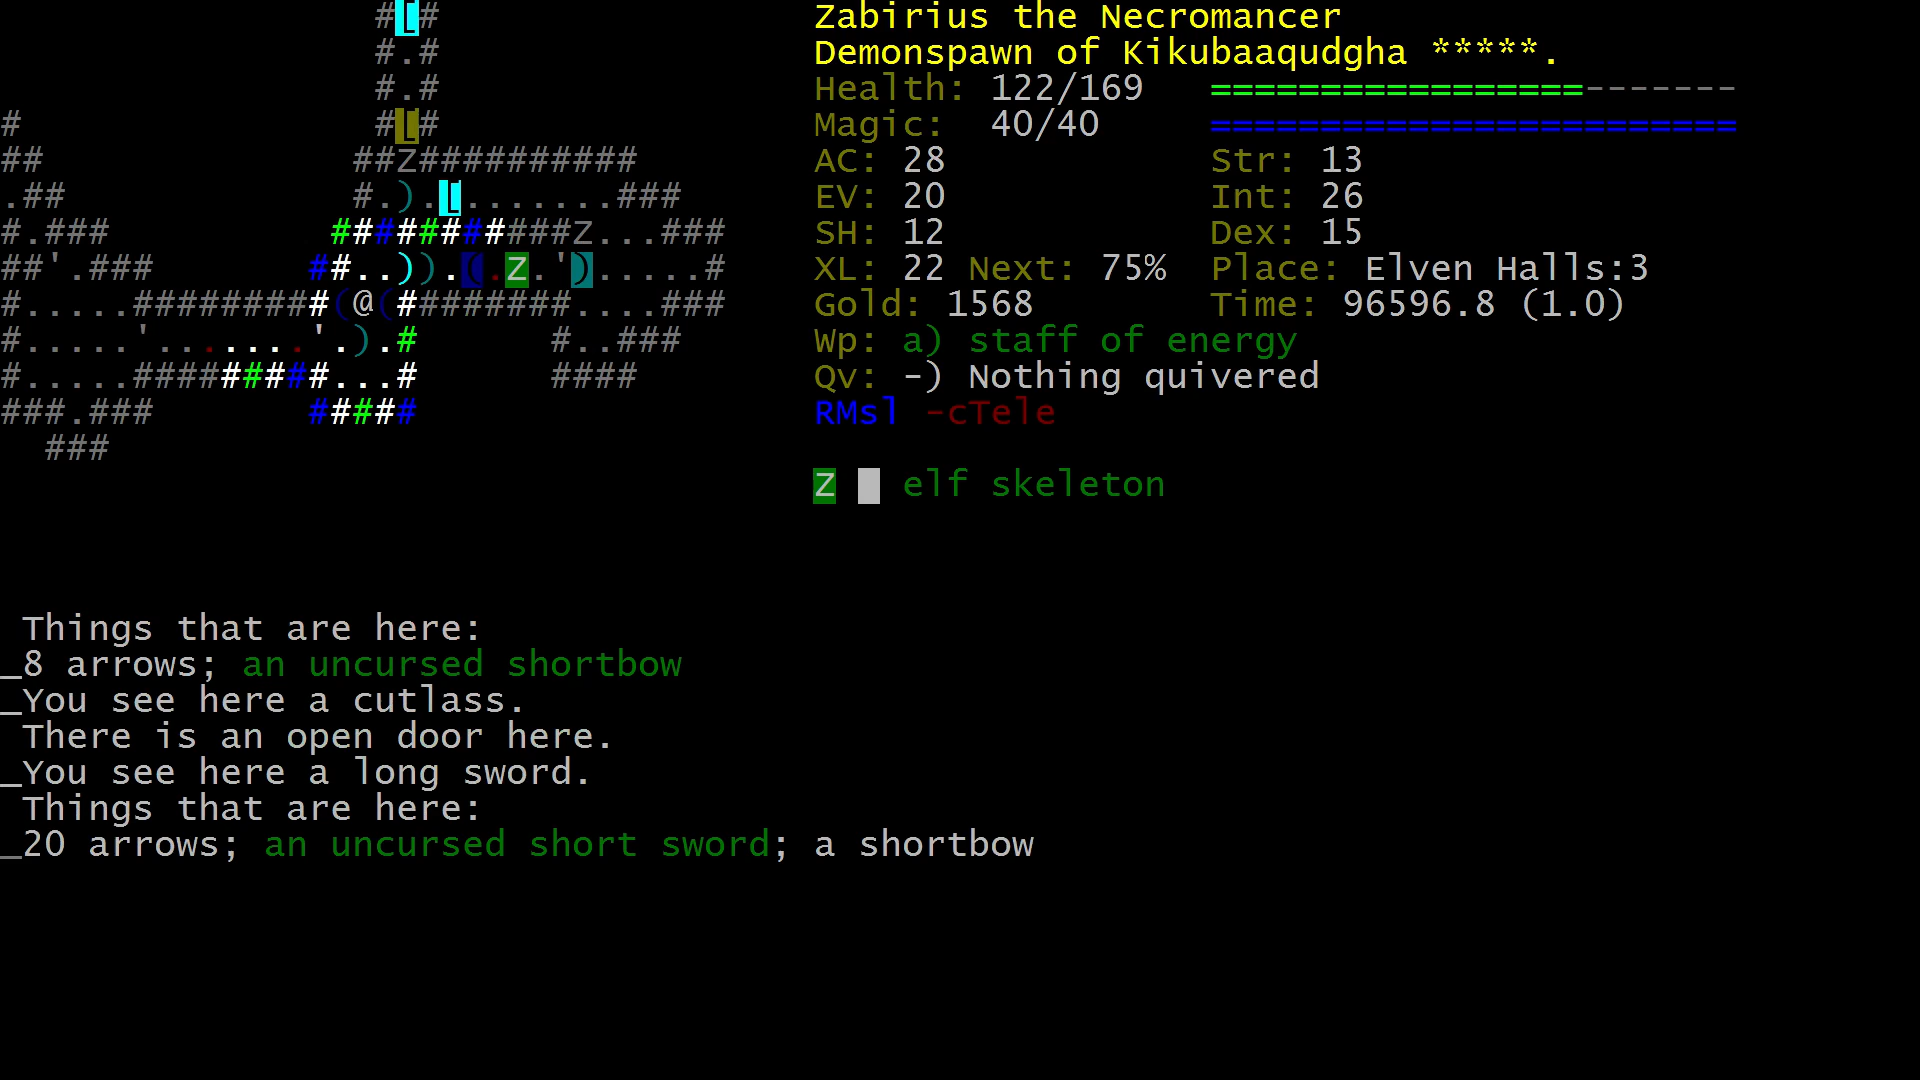 #[#
#.#
#.#
# #[#
## ##Z##########
.## #.).[.......###
#.### ############Z...###
##'.### ##..)).(.Z.').....#
#.....##########(@(########....###
#.....'........'.).# #..###
#.....#########...# ####
###.### #####
###
Zabirius the Necromancer
Demonspawn of Kikubaaqudgha *****.
Health: 122/169 =================-------
Magic: 40/40 ========================
AC: 28 Str: 13
EV: 20 Int: 26
SH: 12 Dex: 15
XL: 22 Next: 75% Place: Elven Halls:3
Gold: 1568 Time: 96596.8 (1.0)
Wp: a) staff of energy
Qv: -) Nothing quivered
RMsl -cTele
Z elf skeleton
Things that are here:
_8 arrows; an uncursed shortbow
_You see here a cutlass.
There is an open door here.
_You see here a long sword.
Things that are here:
_20 arrows; an uncursed short sword; a shortbow